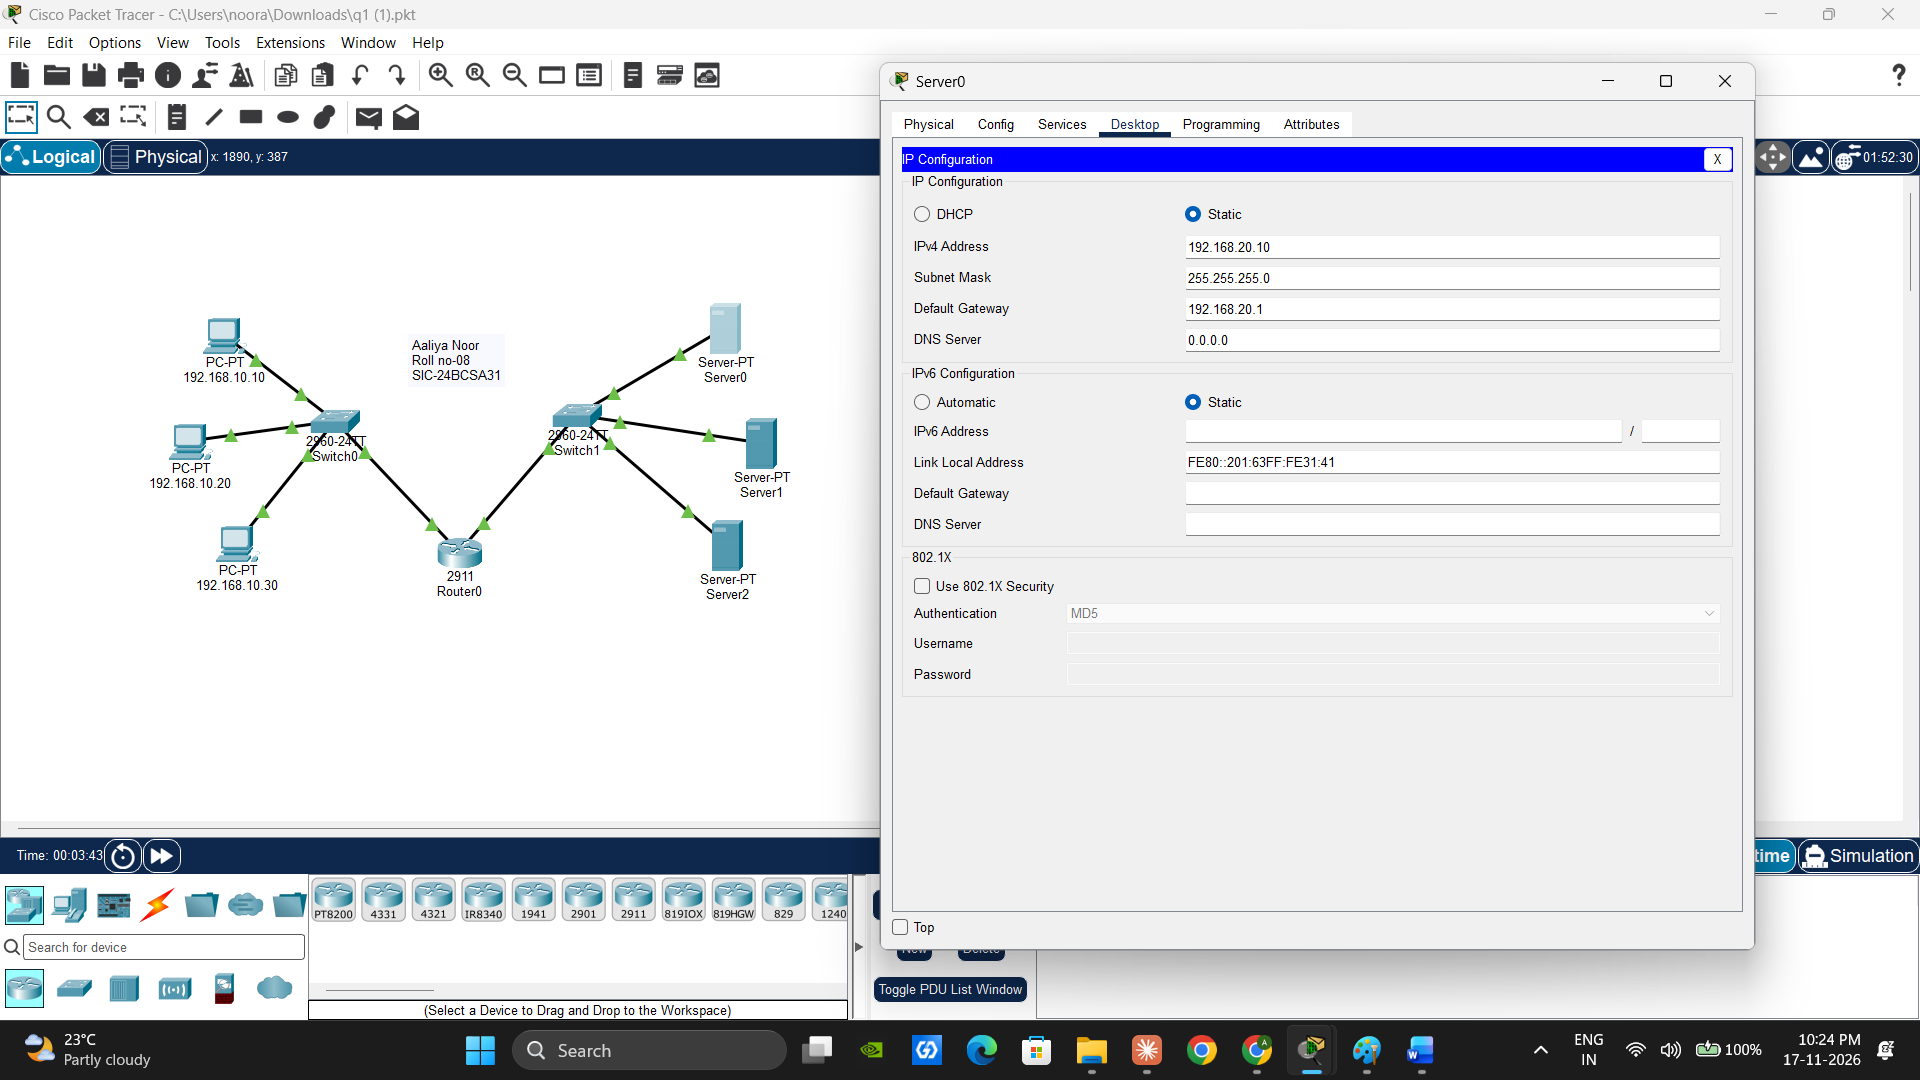 Cisco Packet Tracer - C:\Users\noora\Downloads\q1 (1).pkt
File Edit Options View Tools Extensions Window Help
Logical Physical x: 1890, y: 387
01:52:30
PC-PT
192.168.10.10
PC-PT
192.168.10.20
PC-PT
192.168.10.30
Aaliya Noor
Roll no-08
SIC-24BCSA31
2960-24TT
Switch0
2960-24TT
Switch1
2911
Router0
Server-PT
Server0
Server-PT
Server1
Server-PT
Server2
Server0
Physical Config Services Desktop Programming Attributes
IP Configuration X
IP Configuration
DHCP Static
IPv4 Address 192.168.20.10
Subnet Mask 255.255.255.0
Default Gateway 192.168.20.1
DNS Server 0.0.0.0
IPv6 Configuration
Automatic Static
IPv6 Address /
Link Local Address FE80::201:63FF:FE31:41
Default Gateway
DNS Server
802.1X
Use 802.1X Security
Authentication MD5
Username
Password
Top
Time: 00:03:43
time Simulation
PT8200 4331 4321 IR8340 1941 2901 2911 819IOX 819HGW 829 1240
Search for device
New Delete
Toggle PDU List Window
(Select a Device to Drag and Drop to the Workspace)
23°C
Partly cloudy
Search
ENG
IN
100%
10:24 PM
17-11-2026